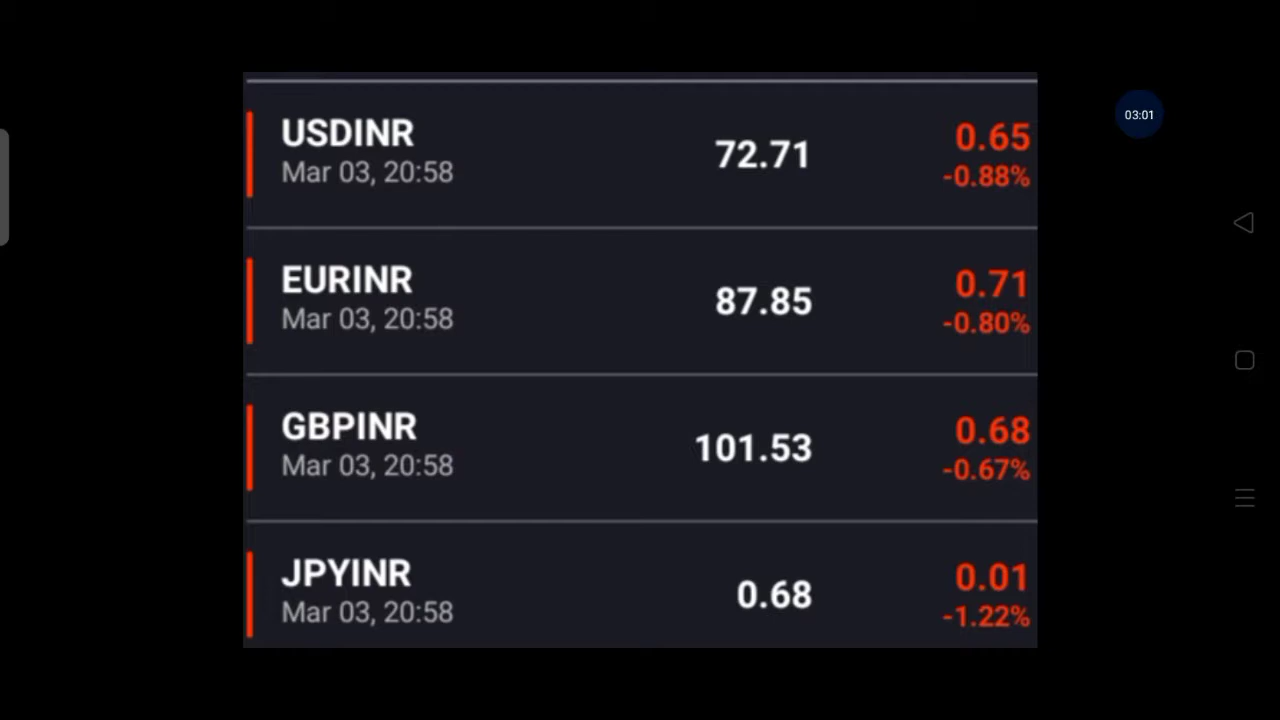 03:01
USDINR 72.71 0.65
Mar 03, 20:58 -0.88%
EURINR 87.85 0.71
Mar 03, 20:58 -0.80%
GBPINR 101.53 0.68
Mar 03, 20:58 -0.67%
JPYINR 0.68 0.01
Mar 03, 20:58 -1.22%